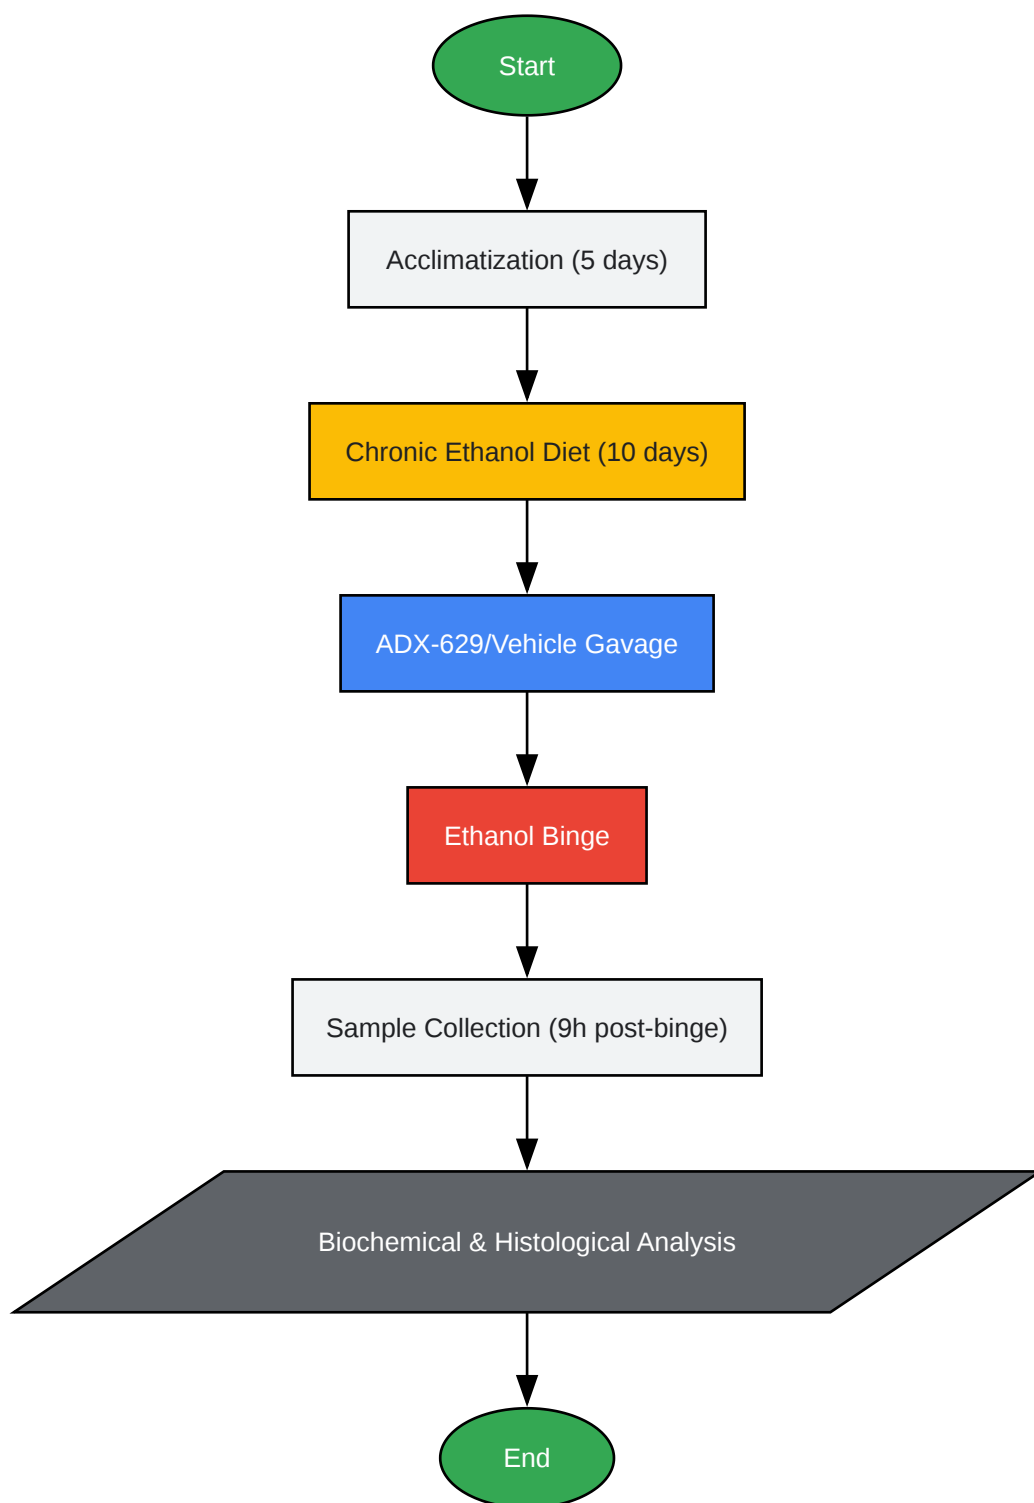 Start
Acclimatization (5 days)
Chronic Ethanol Diet (10 days)
ADX-629/Vehicle Gavage
Ethanol Binge
Sample Collection (9h post-binge)
Biochemical & Histological Analysis
End